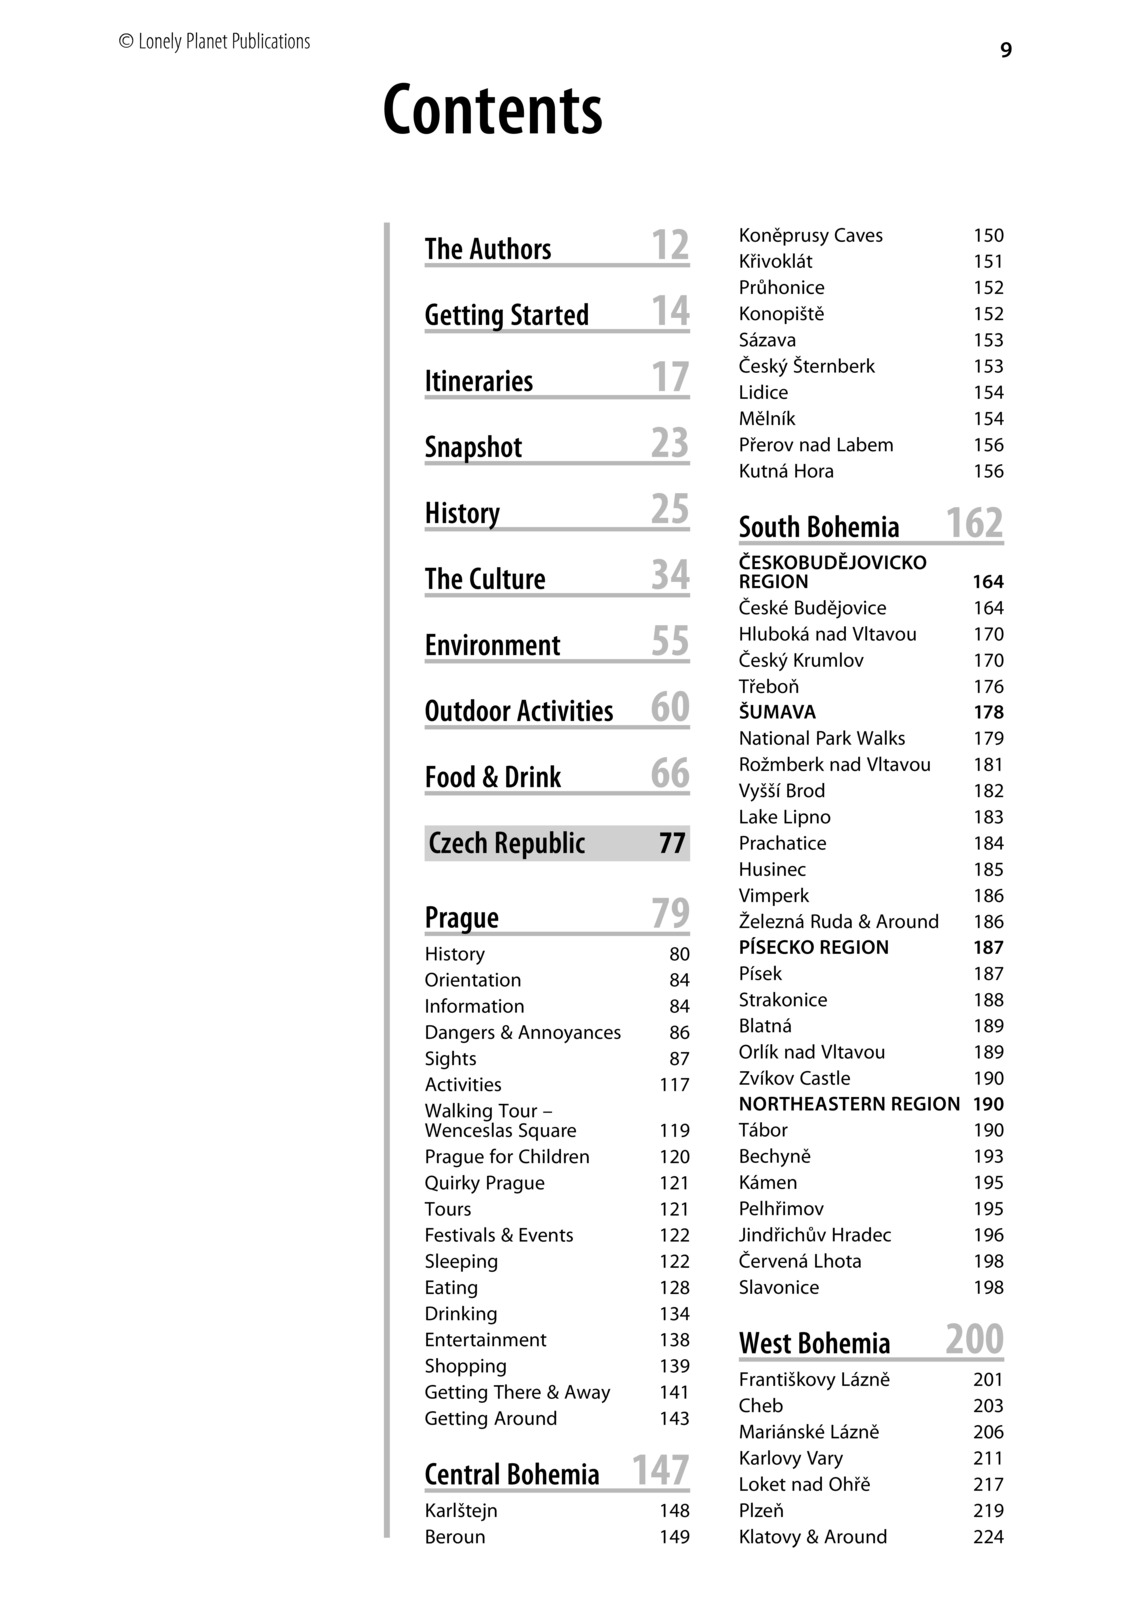 © Lonely Planet Publications
9
Contents
The Authors 12
Getting Started 14
Itineraries 17
Snapshot 23
History 25
The Culture 34
Environment 55
Outdoor Activities 60
Food & Drink 66
Czech Republic 77
Prague 79
History 80
Orientation 84
Information 84
Dangers & Annoyances 86
Sights 87
Activities 117
Walking Tour –
Wenceslas Square 119
Prague for Children 120
Quirky Prague 121
Tours 121
Festivals & Events 122
Sleeping 122
Eating 128
Drinking 134
Entertainment 138
Shopping 139
Getting There & Away 141
Getting Around 143
Central Bohemia 147
Karlštejn 148
Beroun 149
Koněprusy Caves 150
Křivoklát 151
Průhonice 152
Konopiště 152
Sázava 153
Český Šternberk 153
Lidice 154
Mělník 154
Přerov nad Labem 156
Kutná Hora 156
South Bohemia 162
ČESKOBUDĚJOVICKO
REGION 164
České Budějovice 164
Hluboká nad Vltavou 170
Český Krumlov 170
Třeboň 176
ŠUMAVA 178
National Park Walks 179
Rožmberk nad Vltavou 181
Vyšší Brod 182
Lake Lipno 183
Prachatice 184
Husinec 185
Vimperk 186
Železná Ruda & Around 186
PÍSECKO REGION 187
Písek 187
Strakonice 188
Blatná 189
Orlík nad Vltavou 189
Zvíkov Castle 190
NORTHEASTERN REGION 190
Tábor 190
Bechyně 193
Kámen 195
Pelhřimov 195
Jindřichův Hradec 196
Červená Lhota 198
Slavonice 198
West Bohemia 200
Františkovy Lázně 201
Cheb 203
Mariánské Lázně 206
Karlovy Vary 211
Loket nad Ohřě 217
Plzeň 219
Klatovy & Around 224